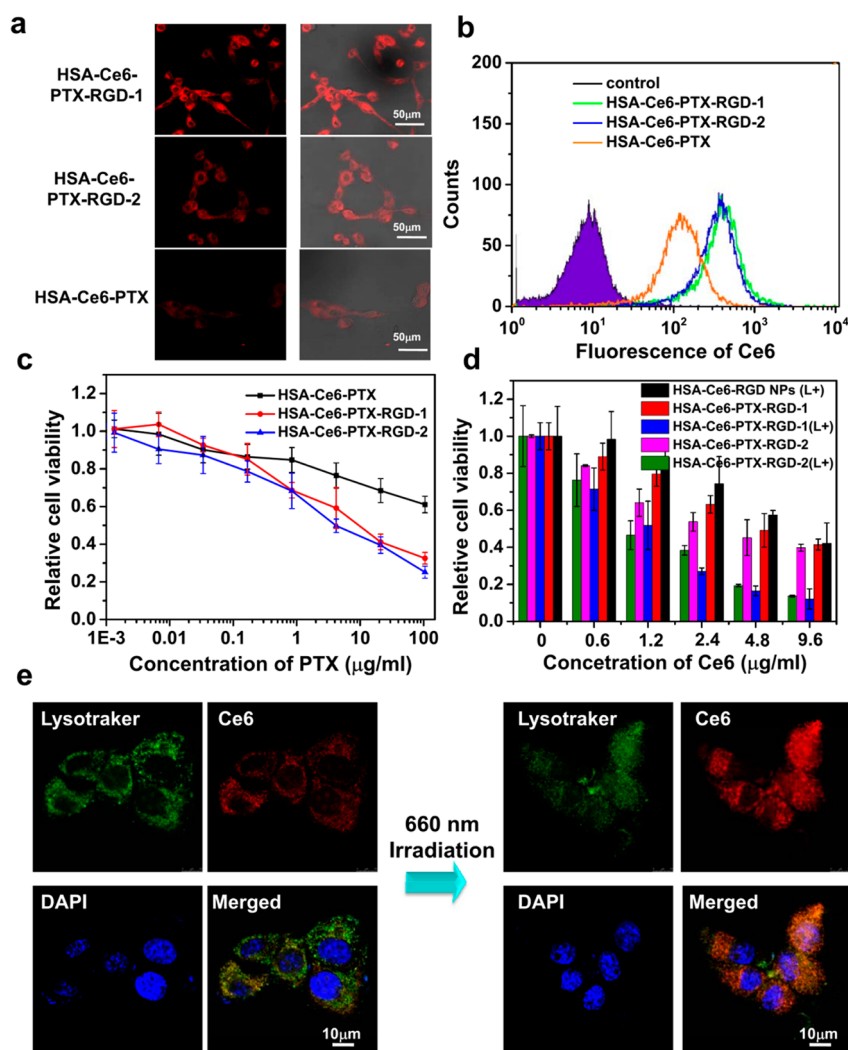 a
HSA-Ce6-
PTX-RGD-1
50μm
HSA-Ce6-
PTX-RGD-2
50μm
HSA-Ce6-PTX
50μm
b
200
150
100
50
0
Counts
control
HSA-Ce6-PTX-RGD-1
HSA-Ce6-PTX-RGD-2
HSA-Ce6-PTX
10^0 10^1 10^2 10^3 10^4
Fluorescence of Ce6
c
1.2
1.0
0.8
0.6
0.4
0.2
0.0
Relative cell viability
HSA-Ce6-PTX
HSA-Ce6-PTX-RGD-1
HSA-Ce6-PTX-RGD-2
1E-3 0.01 0.1 1 10 100
Concentration of PTX (μg/ml)
d
1.2
1.0
0.8
0.6
0.4
0.2
0.0
Reletive cell viability
HSA-Ce6-RGD NPs (L+)
HSA-Ce6-PTX-RGD-1
HSA-Ce6-PTX-RGD-1(L+)
HSA-Ce6-PTX-RGD-2
HSA-Ce6-PTX-RGD-2(L+)
0 0.6 1.2 2.4 4.8 9.6
Concetration of Ce6 (μg/ml)
e
Lysotraker
Ce6
DAPI
Merged
10μm
660 nm
Irradiation
Lysotraker
Ce6
DAPI
Merged
10μm